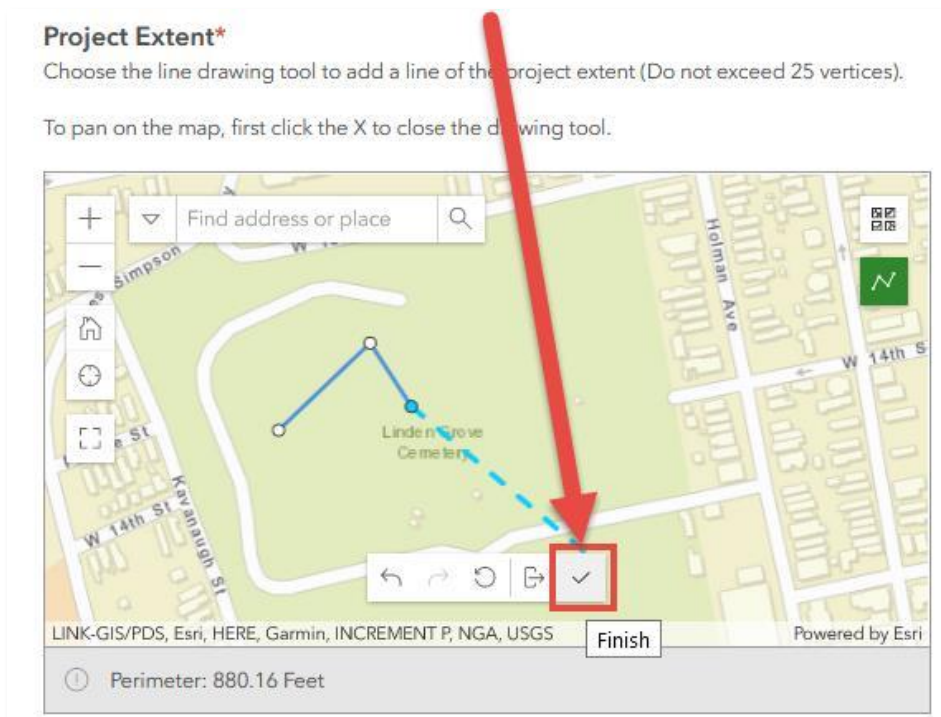 Project Extent*
Choose the line drawing tool to add a line of the project extent (Do not exceed 25 vertices).
To pan on the map, first click the X to close the drawing tool.
Find address or place
Simpson
Holman Ave
W 14th S
St
Linden Grove
Cemetery
Kavanaugh St
W 14th St
LINK-GIS/PDS, Esri, HERE, Garmin, INCREMENT P, NGA, USGS
Powered by Esri
Finish
Perimeter: 880.16 Feet